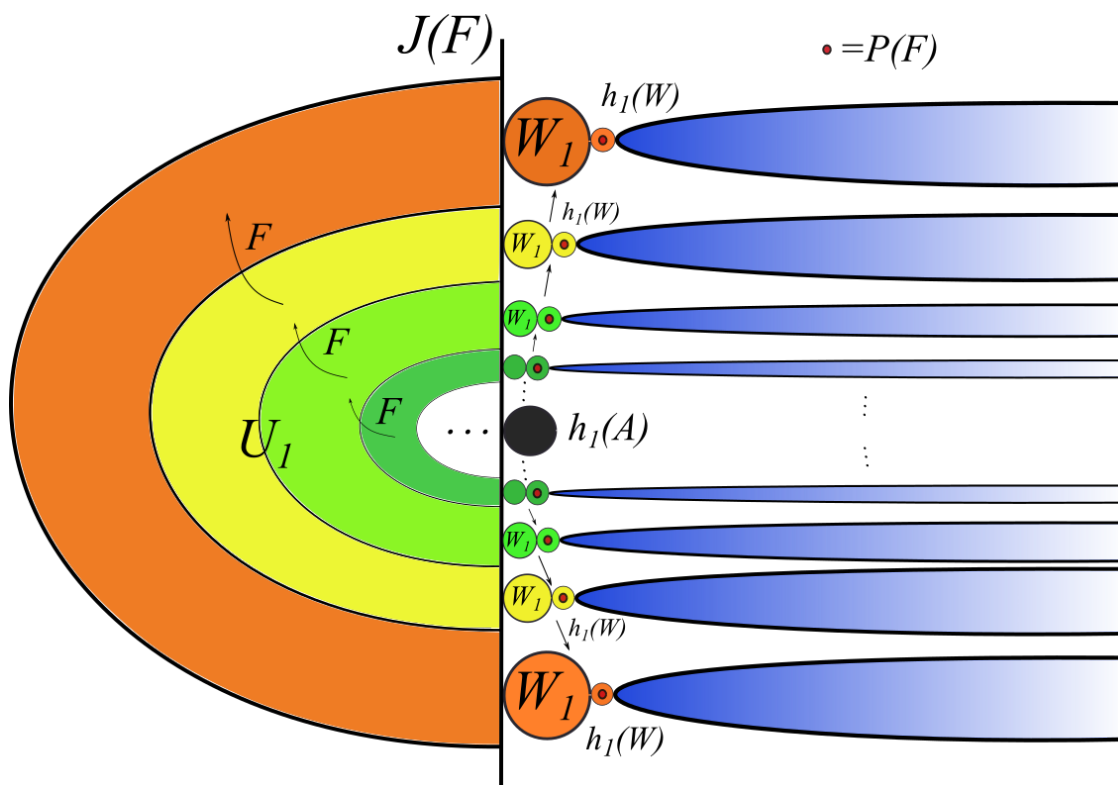 J(F)
=P(F)
h₁(W)
W₁
h₁(W)
F
W₁
F
W₁
F
U₁
...
h₁(A)
W₁
W₁
h₁(W)
W₁
h₁(W)